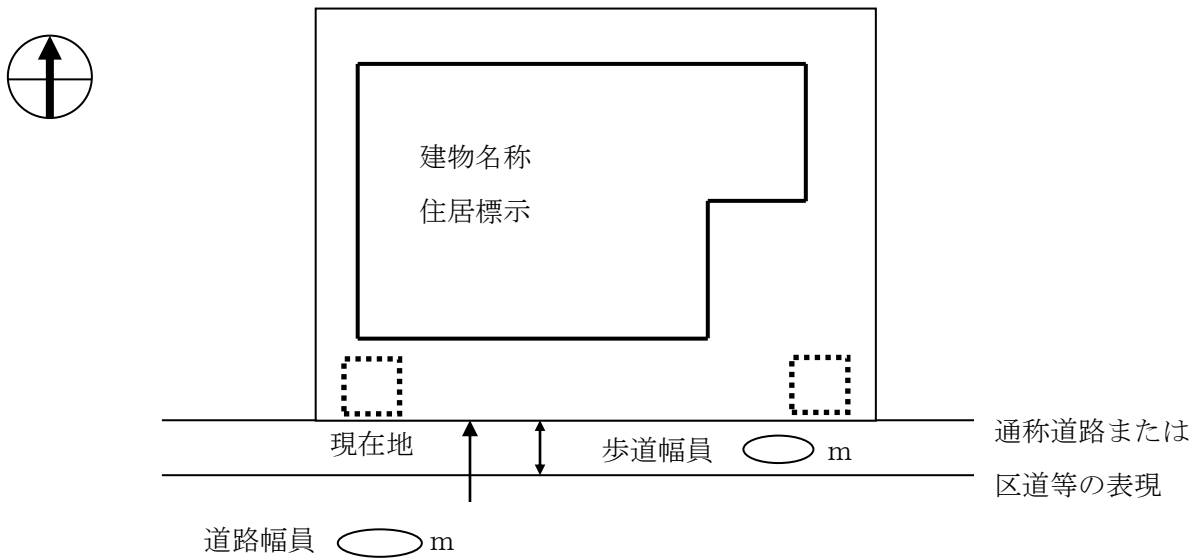 建物名称
住居標示
現在地
歩道幅員 m
通称道路または
区道等の表現
道路幅員 m